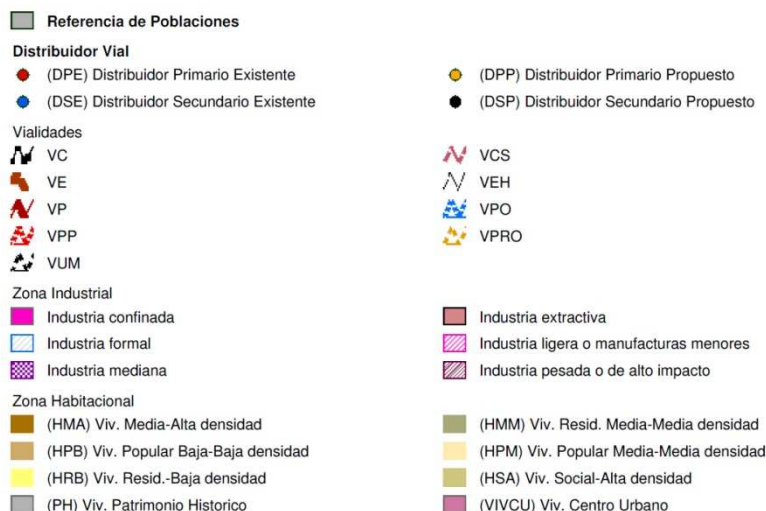 Referencia de Poblaciones
Distribuidor Vial
(DPE) Distribuidor Primario Existente
(DPP) Distribuidor Primario Propuesto
(DSE) Distribuidor Secundario Existente
(DSP) Distribuidor Secundario Propuesto
Vialidades
VC
VCS
VE
VEH
VP
VPO
VPP
VPRO
VUM
Zona Industrial
Industria confinada
Industria extractiva
Industria formal
Industria ligera o manufacturas menores
Industria mediana
Industria pesada o de alto impacto
Zona Habitacional
(HMA) Viv. Media-Alta densidad
(HMM) Viv. Resid. Media-Media densidad
(HPB) Viv. Popular Baja-Baja densidad
(HPM) Viv. Popular Media-Media densidad
(HRB) Viv. Resid.-Baja densidad
(HSA) Viv. Social-Alta densidad
(PH) Viv. Patrimonio Historico
(VIVCU) Viv. Centro Urbano